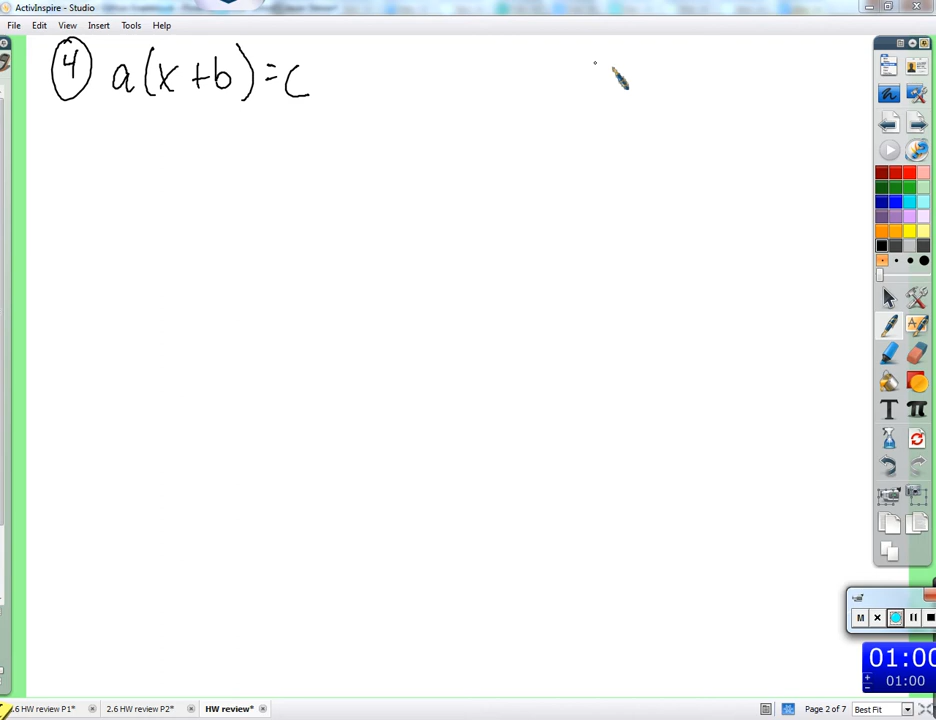 ActivInspire - Studio
File Edit View Insert Tools Help
4 a(x+b)=c
M
01:00
01:00
.6 HW review P1* 2.6 HW review P2* HW review* Page 2 of 7 Best Fit